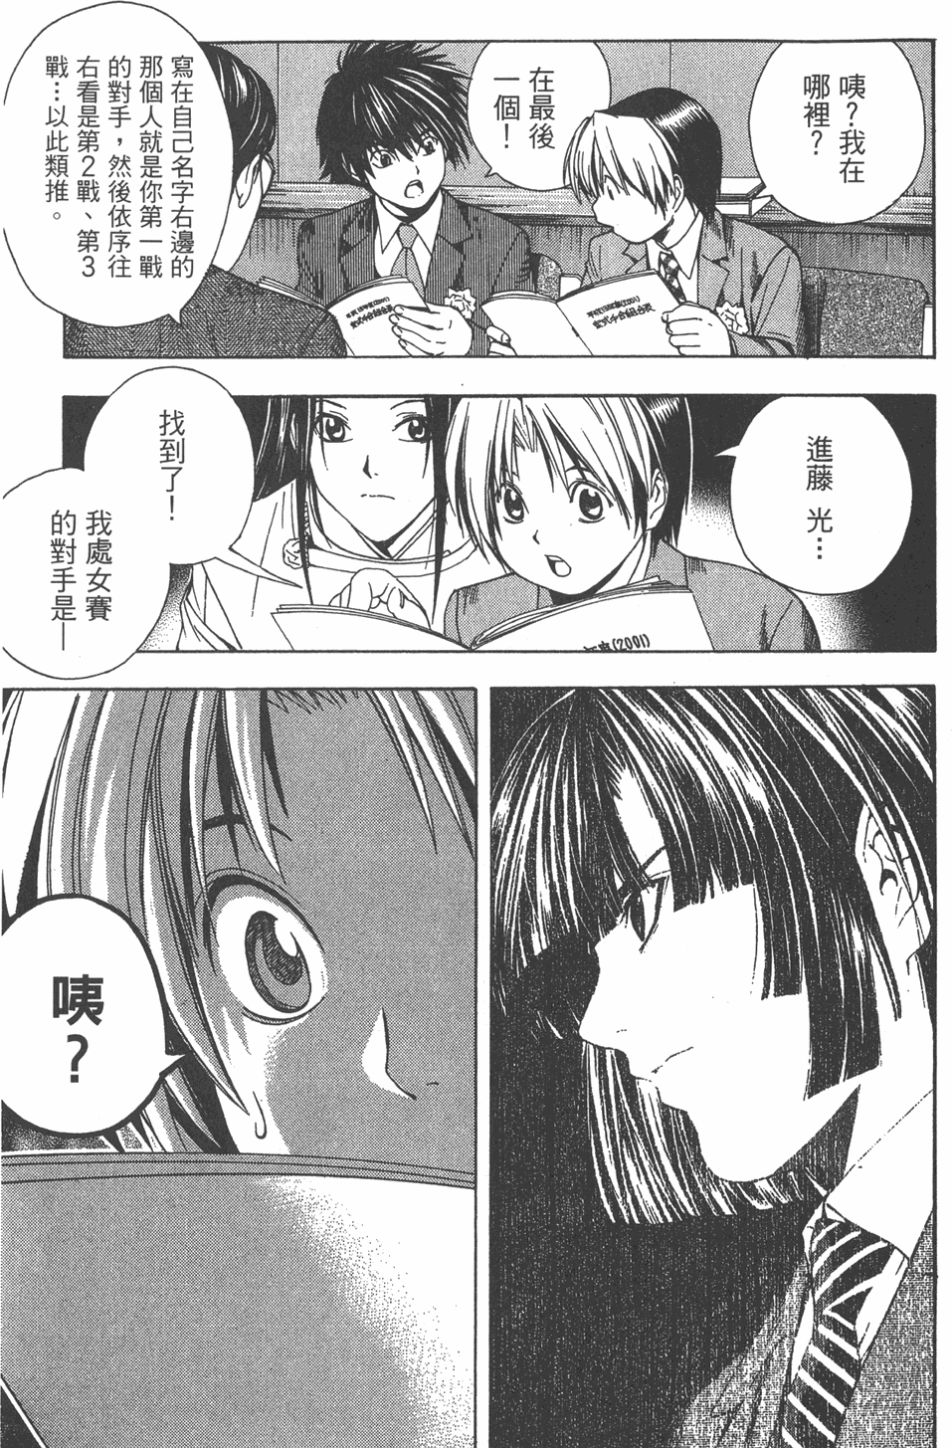 咦?我在
哪裡?
在最後
一個!
寫在自己名字右邊的
那個人就是你第一戰
的對手,然後依序往
右看是第2戰、第3
戰…以此類推。
進藤 光…
找到了!
我處女賽
的對手是—
(2001)
咦?